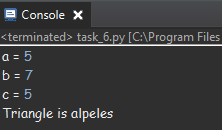 Console
<terminated> task_6.py [C:\Program Files
a = 5
b = 7
c = 5
Triangle is alpeles